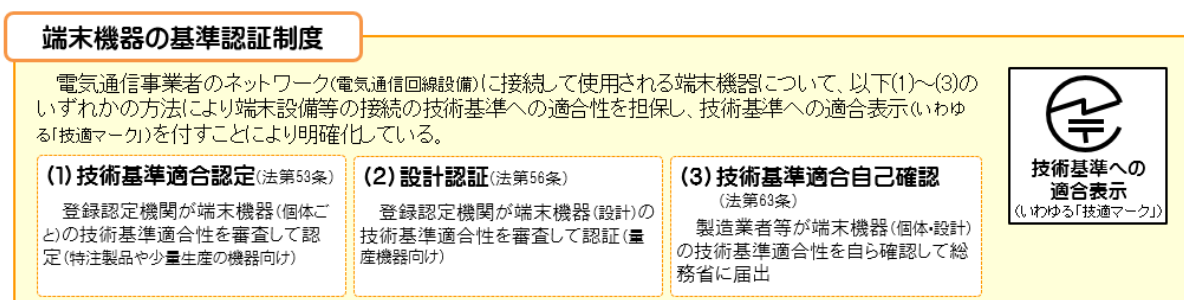 端末機器の基準認証制度
電気通信事業者のネットワーク(電気通信回線設備)に接続して使用される端末機器について、以下(1)～(3)の
いずれかの方法により端末設備等の接続の技術基準への適合性を担保し、技術基準への適合表示(いわゆ
る「技適マーク」)を付すことにより明確化している。
(1)技術基準適合認定(法第53条)
登録認定機関が端末機器(個体ご
と)の技術基準適合性を審査して認
定(特注製品や少量生産の機器向け)
(2)設計認証(法第56条)
登録認定機関が端末機器(設計)の
技術基準適合性を審査して認証(量
産機器向け)
(3)技術基準適合自己確認
(法第63条)
製造業者等が端末機器(個体・設計)
の技術基準適合性を自ら確認して総
務省に届出
技術基準への
適合表示
(いわゆる「技適マーク」)